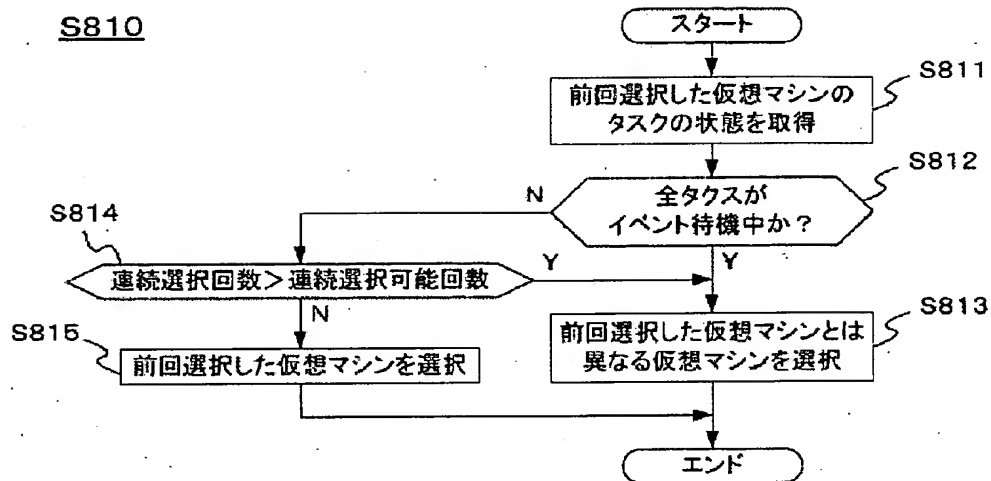 S810
スタート
S811
前回選択した仮想マシンの
タスクの状態を取得
S812
全タクスが
イベント待機中か？
N
Y
S814
連続選択回数＞連続選択可能回数
Y
N
S813
前回選択した仮想マシンとは
異なる仮想マシンを選択
S815
前回選択した仮想マシンを選択
エンド